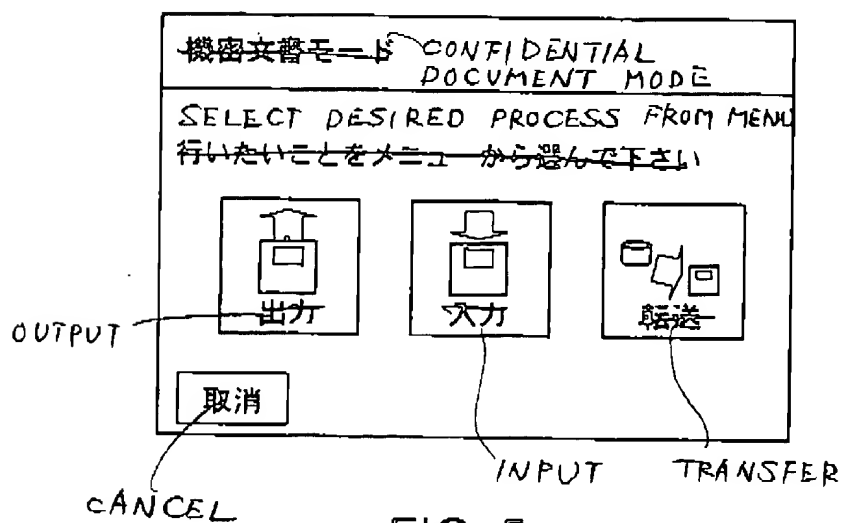 機密文書モード CONFIDENTIAL
DOCUMENT MODE
SELECT DESIRED PROCESS FROM MENU
行いたいことをメニューから選んで下さい
出力
入力
転送
OUTPUT
取消
INPUT
TRANSFER
CANCEL